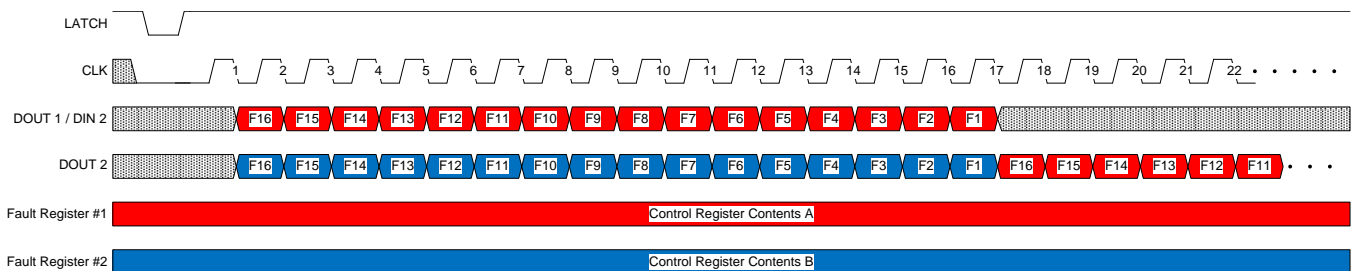 LATCH
CLK 1 2 3 4 5 6 7 8 9 10 11 12 13 14 15 16 17 18 19 20 21 22
DOUT 1 / DIN 2 F16 F15 F14 F13 F12 F11 F10 F9 F8 F7 F6 F5 F4 F3 F2 F1
DOUT 2 F16 F15 F14 F13 F12 F11 F10 F9 F8 F7 F6 F5 F4 F3 F2 F1 F16 F15 F14 F13 F12 F11
Fault Register #1 Control Register Contents A
Fault Register #2 Control Register Contents B